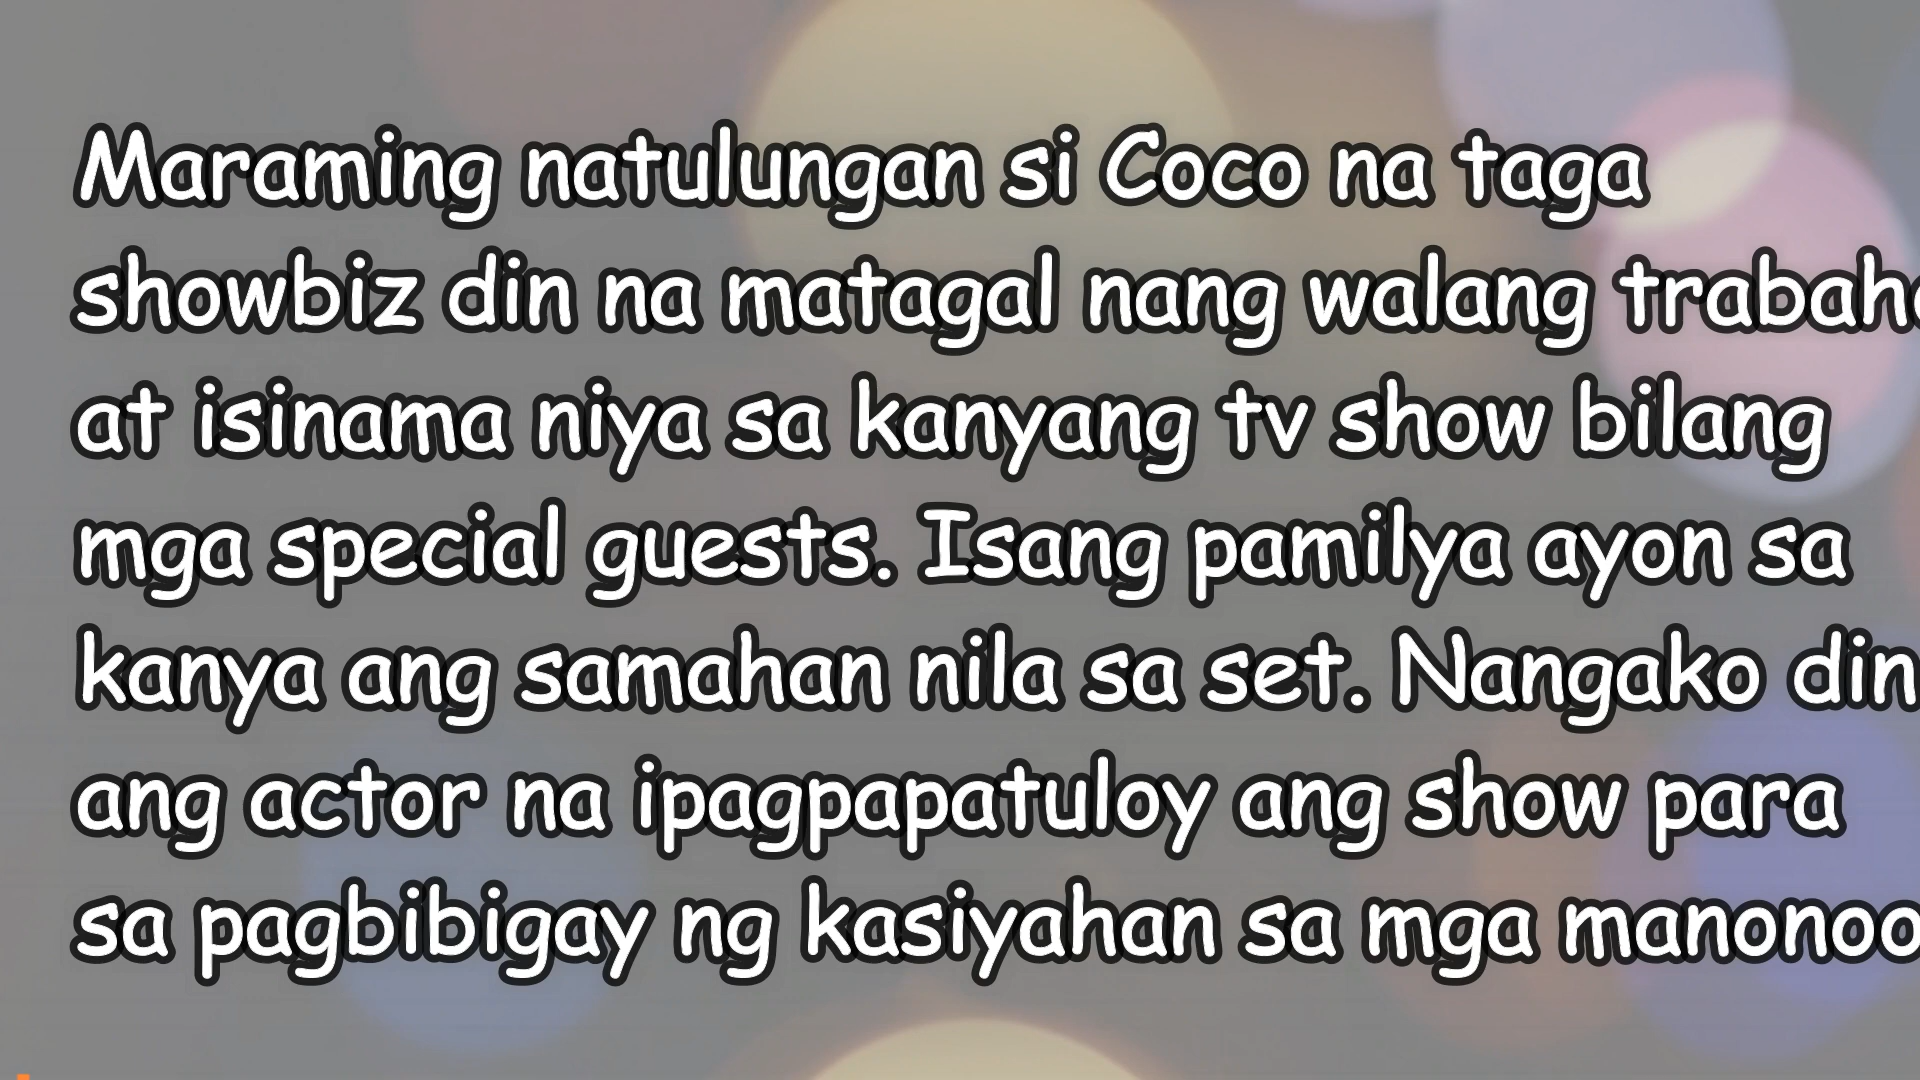 Maraming natulungan si Coco na taga
showbiz din na matagal nang walang trabaho
at isinama niya sa kanyang tv show bilang
mga special guests. Isang pamilya ayon sa
kanya ang samahan nila sa set. Nangako din
ang actor na ipagpapatuloy ang show para
sa pagbibigay ng kasiyahan sa mga manonoo